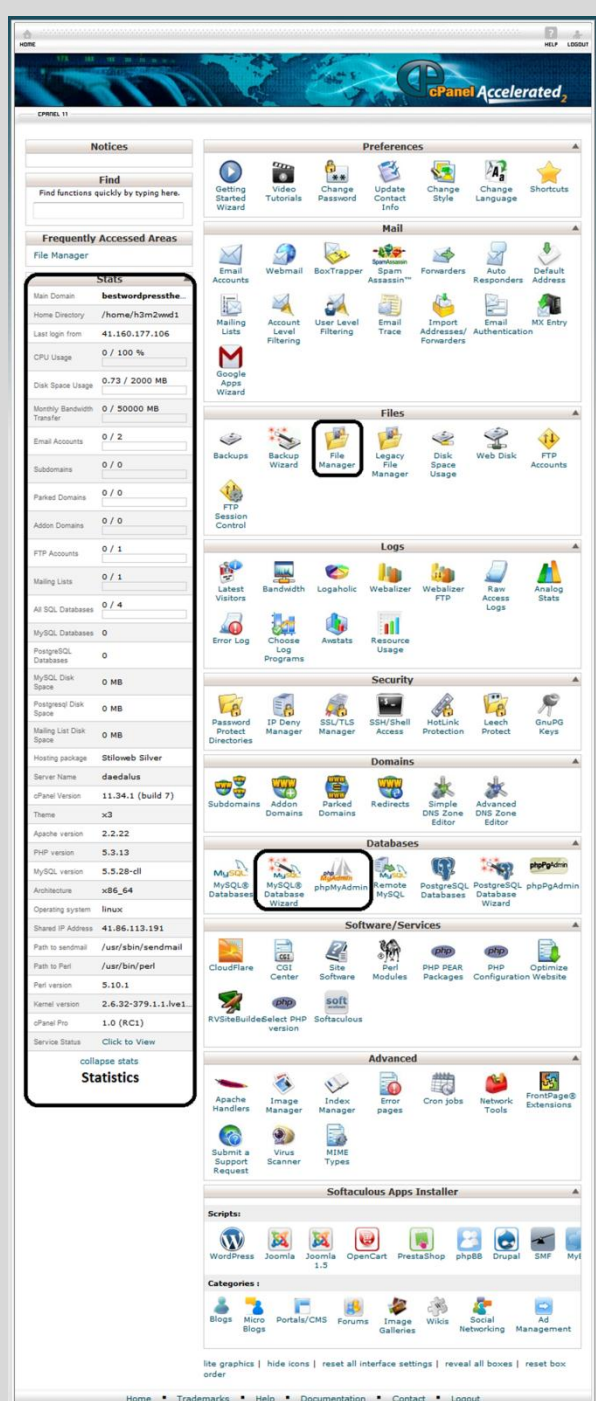 HOME
HELP LOGOUT
cPanel Accelerated2
CPANEL 11
Notices
Find
Find functions quickly by typing here.
Frequently Accessed Areas
File Manager
Stats
Main Domain bestwordpressthe...
Home Directory /home/h3m2wwd1
Last login from 41.160.177.106
CPU Usage 0 / 100 %
Disk Space Usage 0.73 / 2000 MB
Monthly Bandwidth Transfer 0 / 50000 MB
Email Accounts 0 / 2
Subdomains 0 / 0
Parked Domains 0 / 0
Addon Domains 0 / 0
FTP Accounts 0 / 1
Mailing Lists 0 / 1
All SQL Databases 0 / 4
MySQL Databases 0
PostgreSQL Databases 0
MySQL Disk Space 0 MB
Postgresql Disk Space 0 MB
Mailing List Disk Space 0 MB
Hosting package Stiloweb Silver
Server Name daedalus
cPanel Version 11.34.1 (build 7)
Theme x3
Apache version 2.2.22
PHP version 5.3.13
MySQL version 5.5.28-cll
Architecture x86_64
Operating system linux
Shared IP Address 41.86.113.191
Path to sendmail /usr/sbin/sendmail
Path to Perl /usr/bin/perl
Perl version 5.10.1
Kernel version 2.6.32-379.1.1.lve1...
cPanel Pro 1.0 (RC1)
Service Status Click to View
collapse stats
Statistics
Preferences
Getting Started Wizard
Video Tutorials
Change Password
Update Contact Info
Change Style
Change Language
Shortcuts
Mail
Email Accounts
Webmail
BoxTrapper
SpamAssassin
Spam Assassin™
Forwarders
Auto Responders
Default Address
Mailing Lists
Account Level Filtering
User Level Filtering
Email Trace
Import Addresses/ Forwarders
Email Authentication
MX Entry
Google Apps Wizard
Files
Backups
Backup Wizard
File Manager
Legacy File Manager
Disk Space Usage
Web Disk
FTP Accounts
FTP Session Control
Logs
Latest Visitors
Bandwidth
Logaholic
Webalizer
Webalizer FTP
Raw Access Logs
Analog Stats
Error Log
Choose Log Programs
Awstats
Resource Usage
Security
Password Protect Directories
IP Deny Manager
SSL/TLS Manager
SSH/Shell Access
HotLink Protection
Leech Protect
GnuPG Keys
Domains
Subdomains
Addon Domains
Parked Domains
Redirects
Simple DNS Zone Editor
Advanced DNS Zone Editor
Databases
MySQL® Databases
MySQL® Database Wizard
phpMyAdmin
Remote MySQL
PostgreSQL Databases
PostgreSQL Database Wizard
phpPgAdmin
Software/Services
CloudFlare
CGI Center
Site Software
Perl Modules
PHP PEAR Packages
PHP Configuration
Optimize Website
RVSiteBuilder
Select PHP version
Softaculous
Advanced
Apache Handlers
Image Manager
Index Manager
Error pages
Cron jobs
Network Tools
FrontPage® Extensions
Submit a Support Request
Virus Scanner
MIME Types
Softaculous Apps Installer
Scripts:
WordPress
Joomla
Joomla 1.5
OpenCart
PrestaShop
phpBB
Drupal
SMF
Categories :
Blogs
Micro Blogs
Portals/CMS
Forums
Image Galleries
Wikis
Social Networking
Ad Management
lite graphics | hide icons | reset all interface settings | reveal all boxes | reset box
order
Home ▪ Trademarks ▪ Help ▪ Documentation ▪ Contact ▪ Logout